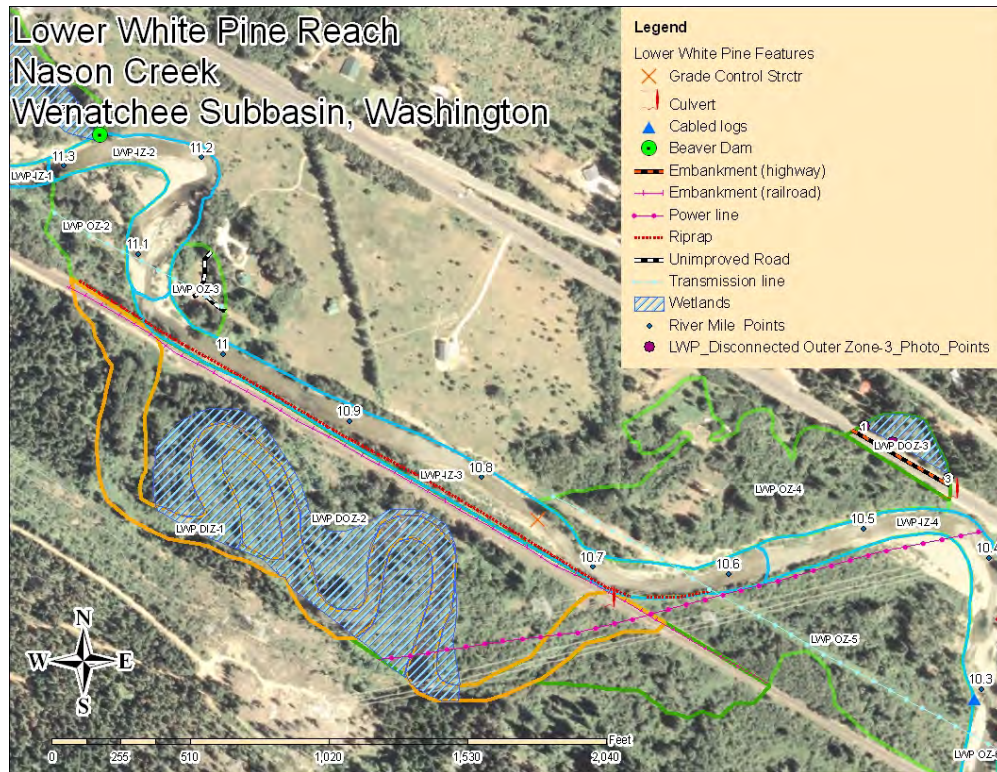 Lower White Pine Reach
Nason Creek
Wenatchee Subbasin, Washington
Legend
Lower White Pine Features
Grade Control Strctr
Culvert
Cabled logs
Beaver Dam
Embankment (highway)
Embankment (railroad)
Power line
Riprap
Unimproved Road
Transmission line
Wetlands
River Mile Points
LWP_Disconnected Outer Zone-3_Photo_Points
11.3
LWP-IZ-2
11.2
LWP-IZ-1
LWP OZ-2
11.1
LWP OZ-3
11
10.9
10.8
LWP-IZ-3
1
LWP DOZ-3
3
LWP OZ-4
10.5
LWP-IZ-4
LWP DIZ-1
LWP DOZ-2
10.7
10.6
10.4
LWP OZ-5
10.3
N
W E
S
Feet
0 255 510 1,020 1,530 2,040